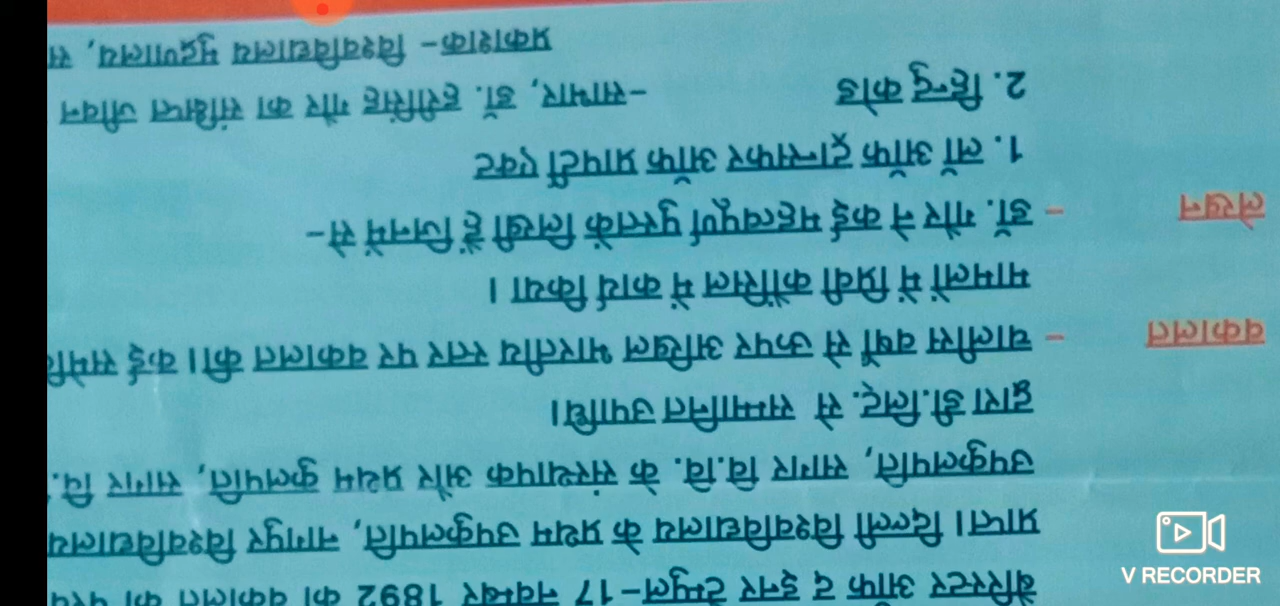 बैरिस्टर ऑफ द इनर टेम्पुल-17 नवम्बर 1892 को वकालत का
प्राप्त। दिल्ली विश्वविद्यालय के प्रथम उपकुलपति, नागपुर विश्वविद्यालय
उपकुलपति, सागर वि.वि. के संस्थापक और प्रथम कुलपति, सागर वि.
द्वारा डी.लिट्. से सम्मानित उपाधि।
वकालत - चालीस वर्षों से ऊपर अखिल भारतीय स्तर पर वकालत की। कई
मामलों में प्रिवी कौंसिल में कार्य किया।
लेखन - डॉ. गौर ने कई महत्वपूर्ण पुस्तकें लिखी हैं जिनमें से-
1. लॉ ऑफ ट्रान्सफर ऑफ प्रापर्टी एक्ट
2. हिन्दू कोड -साभार, डॉ. हरीसिंह गौर का संक्षिप्त जीवन
प्रकाशक- विश्वविद्यालय मुद्रणालय,
V RECORDER